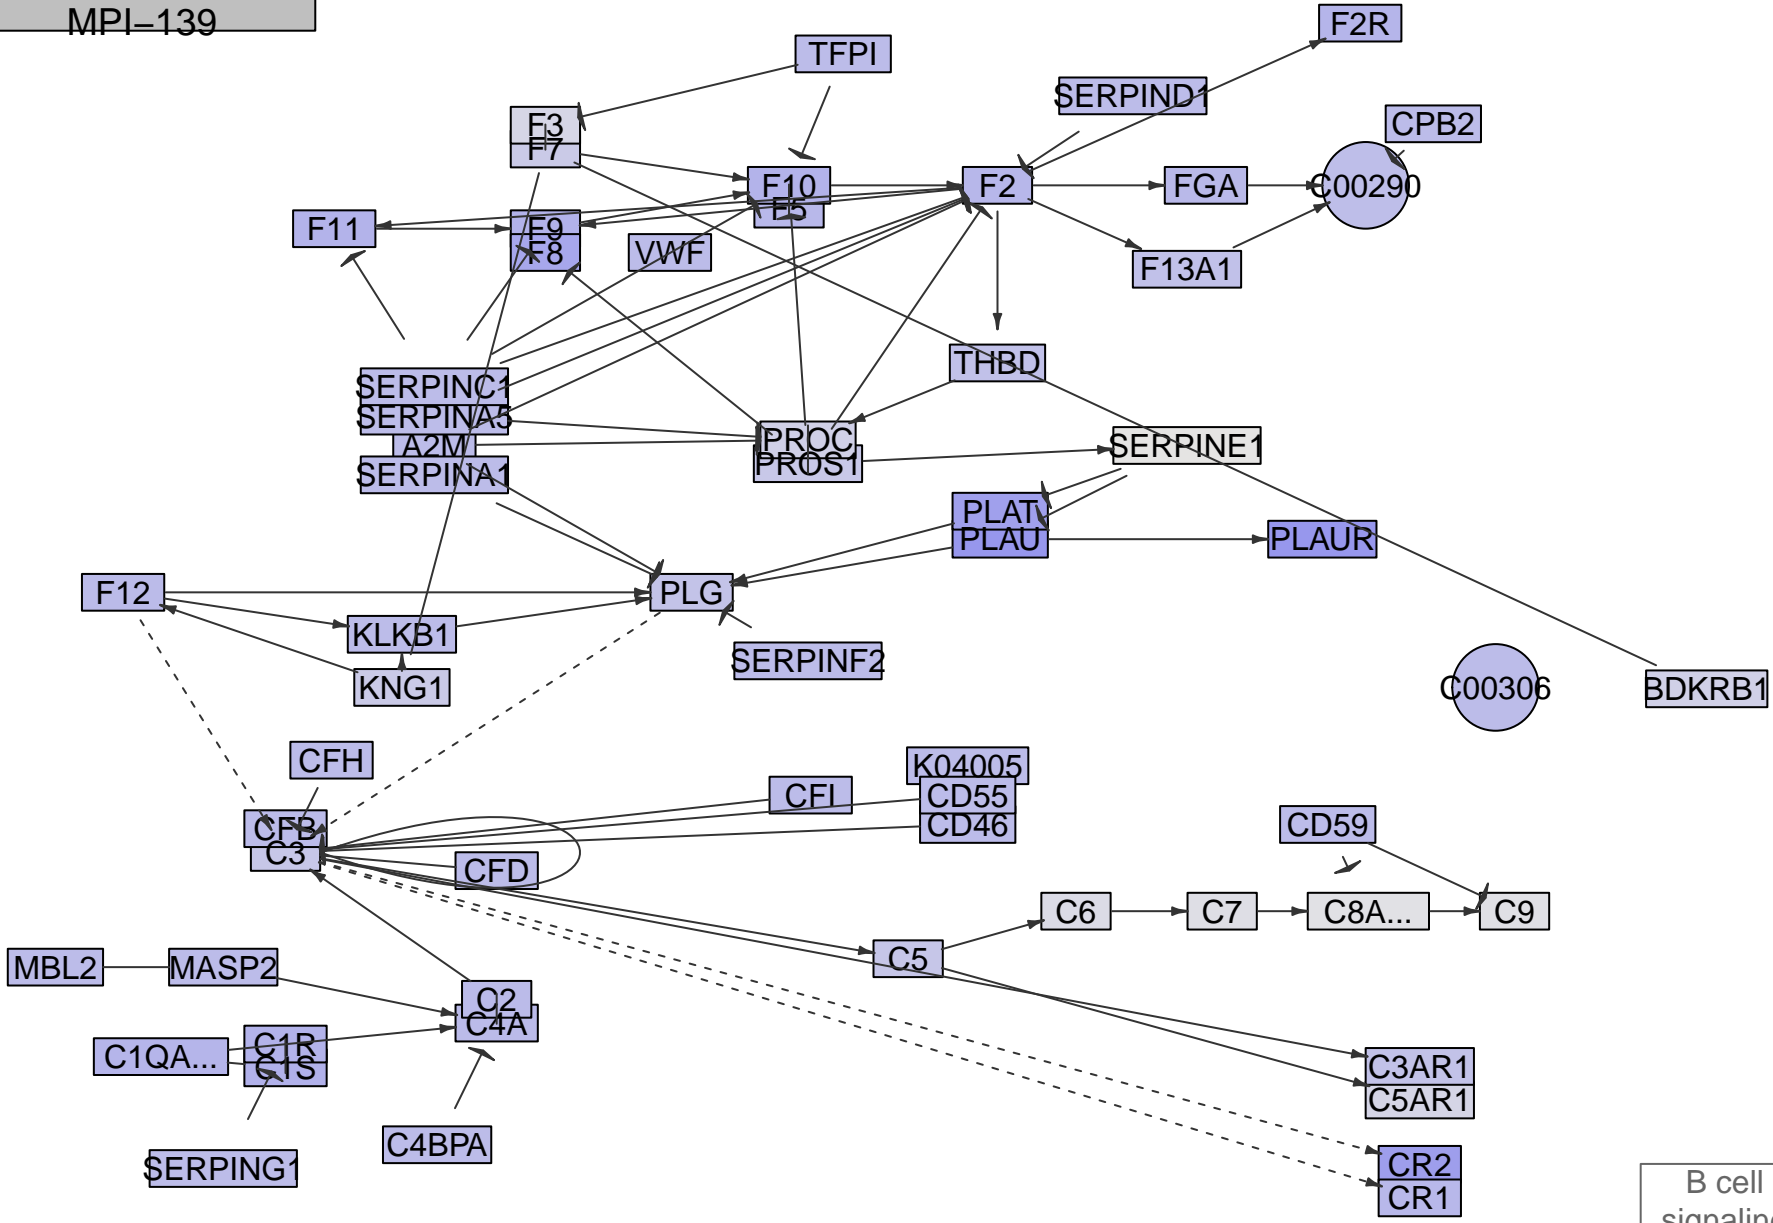 MPI–139
F2R
TFPI
SERPIND1
CPB2
F3
F7
F10
F5
F2
FGA
C00290
F11
F9
F8
VWF
F13A1
THBD
SERPINC1
SERPINA5
A2M
SERPINA1
PROC
PROS1
SERPINE1
PLAT
PLAU
PLAUR
F12
PLG
KLKB1
KNG1
SERPINF2
C00306
BDKRB1
CFH
CFI
K04005
CD55
CD46
CFB
C3
CFD
CD59
C6
C7
C8A...
C9
C5
MBL2
MASP2
C2
C4A
C1QA...
C1R
C1S
C3AR1
C5AR1
C4BPA
SERPING1
CR2
CR1
B cell
signaling